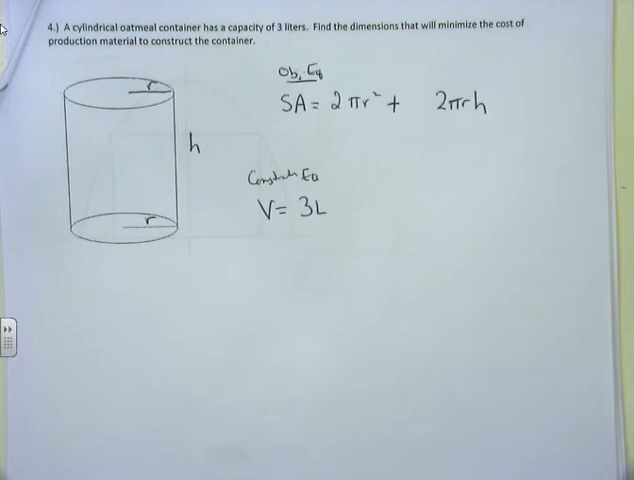 4.) A cylindrical oatmeal container has a capacity of 3 liters. Find the dimensions that will minimize the cost of
production material to construct the container.
Ob. Eq
SA = 2πr² + 2πrh
r
h
Eq
V = 3L
r